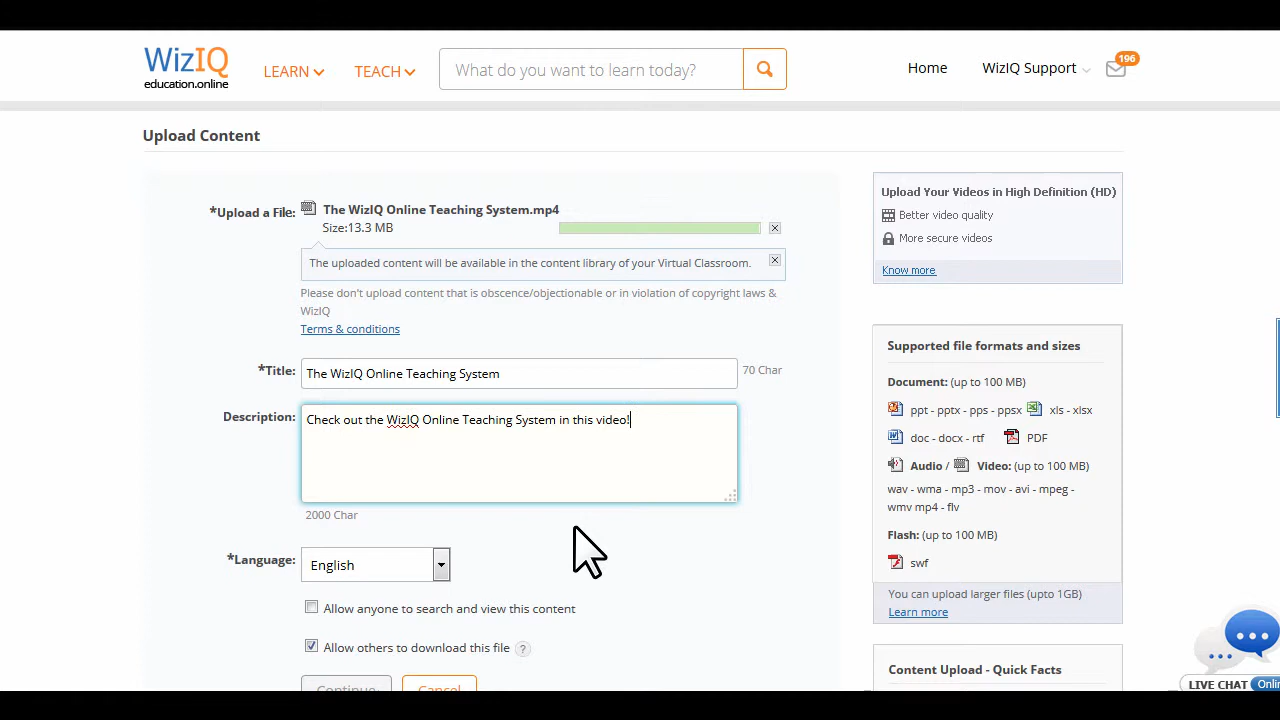 WizIQ
education.online
LEARN
TEACH
What do you want to learn today?
Home
WizIQ Support
196
Upload Content
*Upload a File:
The WizIQ Online Teaching System.mp4
Size:13.3 MB
The uploaded content will be available in the content library of your Virtual Classroom.
Please don't upload content that is obscence/objectionable or in violation of copyright laws &
WizIQ
Terms & conditions
*Title:
The WizIQ Online Teaching System
70 Char
Description:
Check out the WizIQ Online Teaching System in this video!
2000 Char
*Language:
English
Allow anyone to search and view this content
Allow others to download this file
?
Continue
Cancel
Upload Your Videos in High Definition (HD)
Better video quality
More secure videos
Know more
Supported file formats and sizes
Document: (up to 100 MB)
ppt - pptx - pps - ppsx
xls - xlsx
doc - docx - rtf
PDF
Audio / Video: (up to 100 MB)
wav - wma - mp3 - mov - avi - mpeg -
wmv mp4 - flv
Flash: (up to 100 MB)
swf
You can upload larger files (upto 1GB)
Learn more
Content Upload - Quick Facts
LIVE CHAT Onli